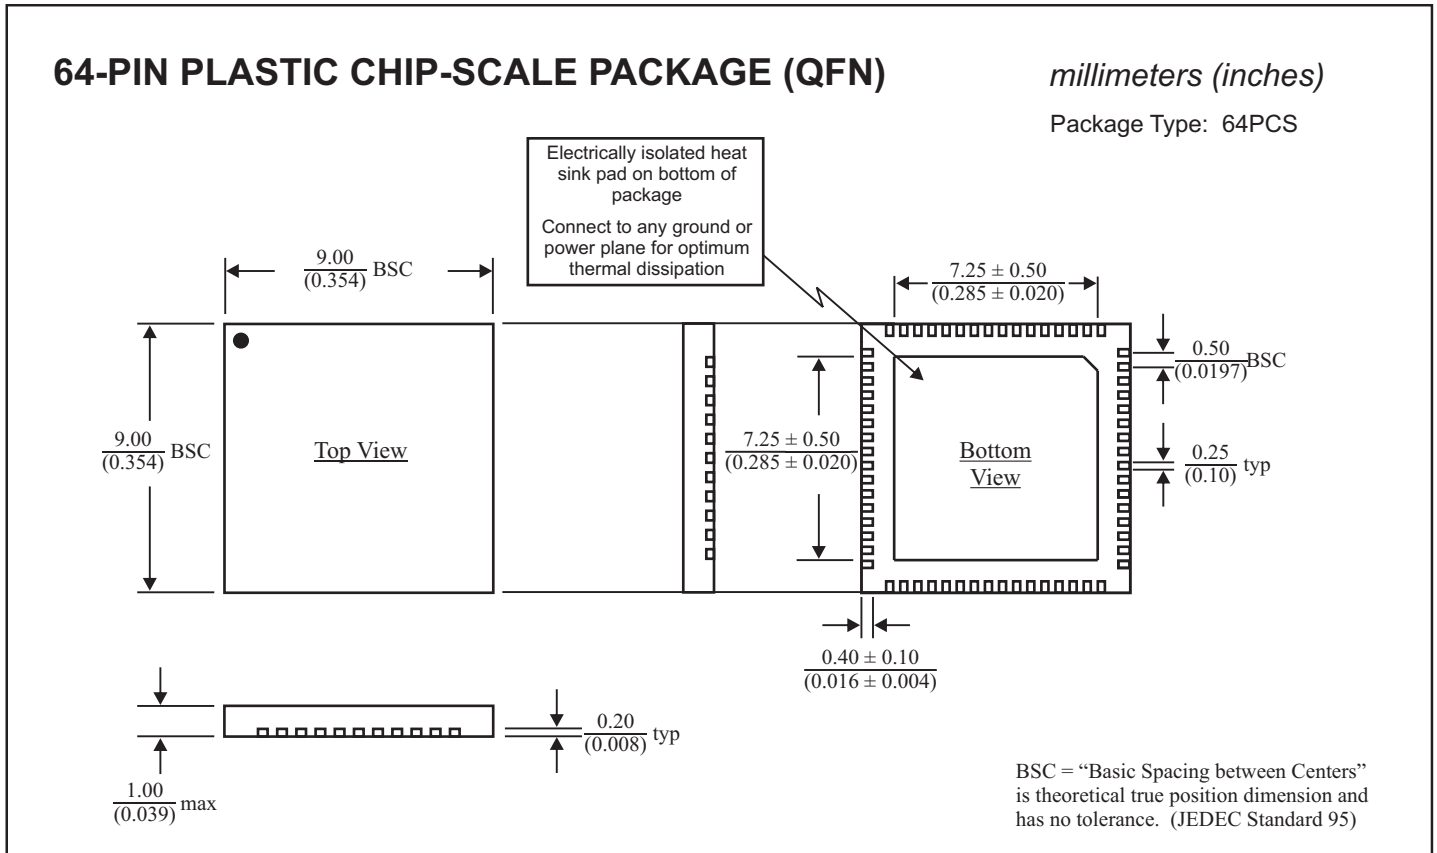 64-PIN PLASTIC CHIP-SCALE PACKAGE (QFN)
millimeters (inches)
Package Type: 64PCS
Electrically isolated heat
sink pad on bottom of
package
Connect to any ground or
power plane for optimum
thermal dissipation
9.00
(0.354) BSC
7.25 ± 0.50
(0.285 ± 0.020)
0.50
(0.0197) BSC
9.00
(0.354) BSC
Top View
7.25 ± 0.50
(0.285 ± 0.020)
Bottom
View
0.25
(0.10) typ
0.40 ± 0.10
(0.016 ± 0.004)
0.20
(0.008) typ
1.00
(0.039) max
BSC = “Basic Spacing between Centers”
is theoretical true position dimension and
has no tolerance. (JEDEC Standard 95)